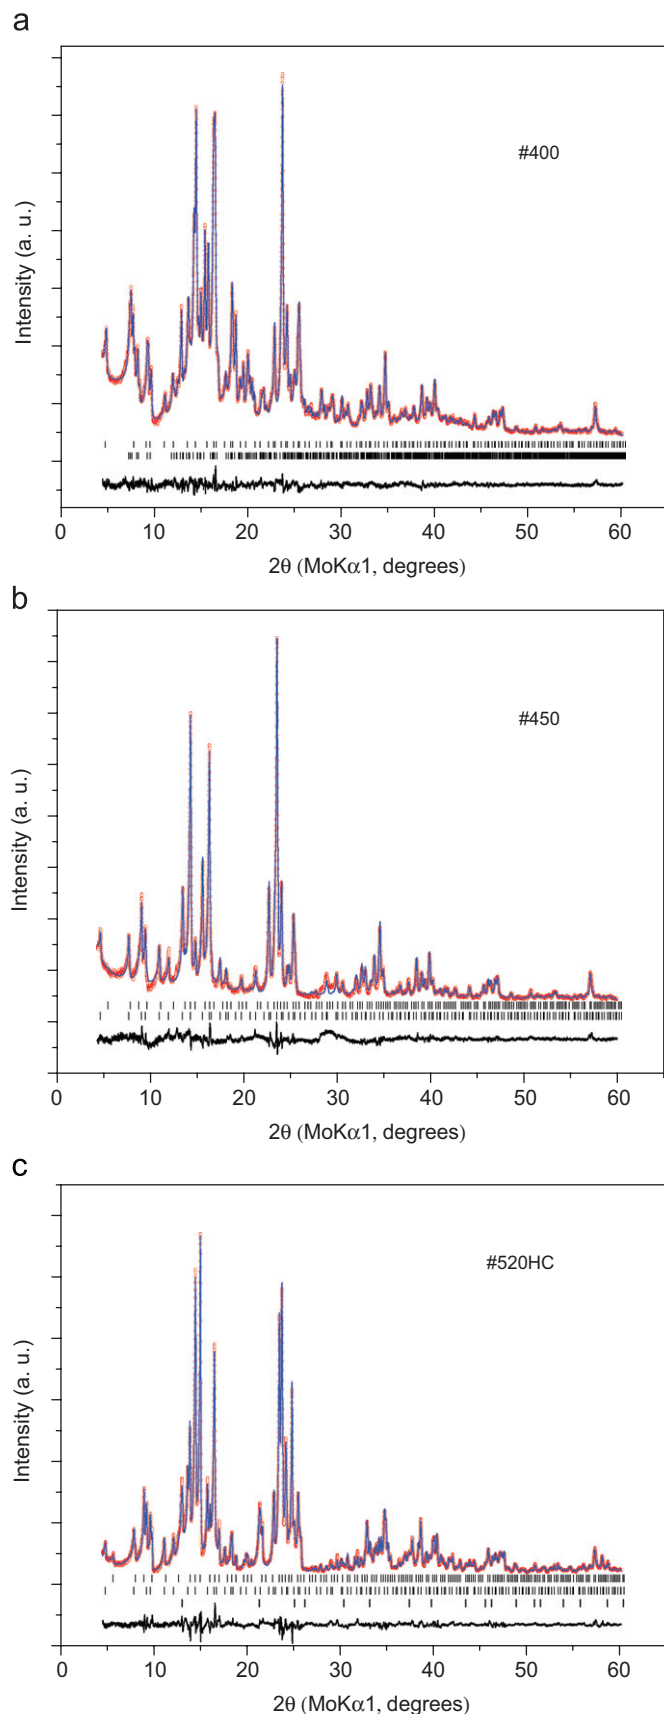 a
#400
Intensity (a. u.)
0 10 20 30 40 50 60
2θ (MoKα1, degrees)
b
#450
Intensity (a. u.)
0 10 20 30 40 50 60
2θ (MoKα1, degrees)
c
#520HC
Intensity (a. u.)
0 10 20 30 40 50 60
2θ (MoKα1, degrees)